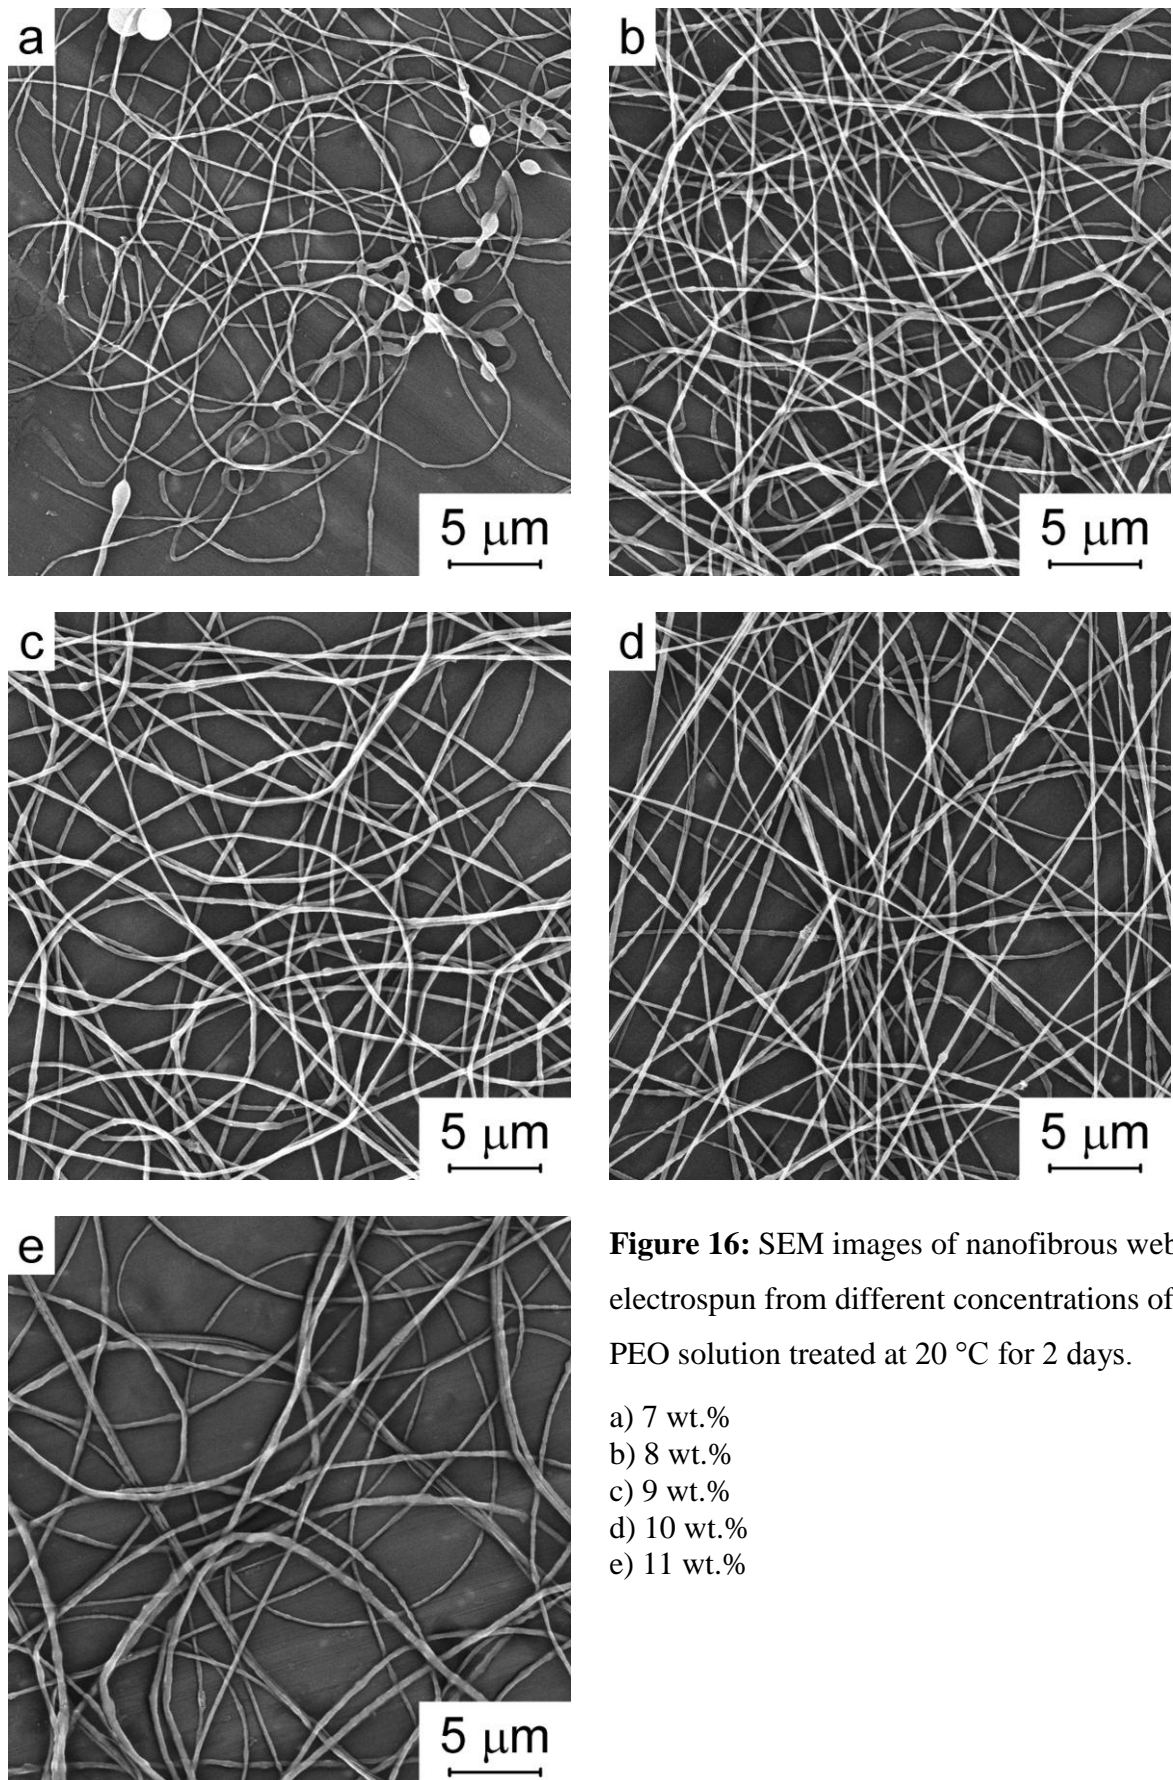 a
b
5 μm
5 μm
c
d
5 μm
5 μm
e
5 μm
Figure 16: SEM images of nanofibrous web
electrospun from different concentrations of
PEO solution treated at 20 °C for 2 days.
a) 7 wt.%
b) 8 wt.%
c) 9 wt.%
d) 10 wt.%
e) 11 wt.%